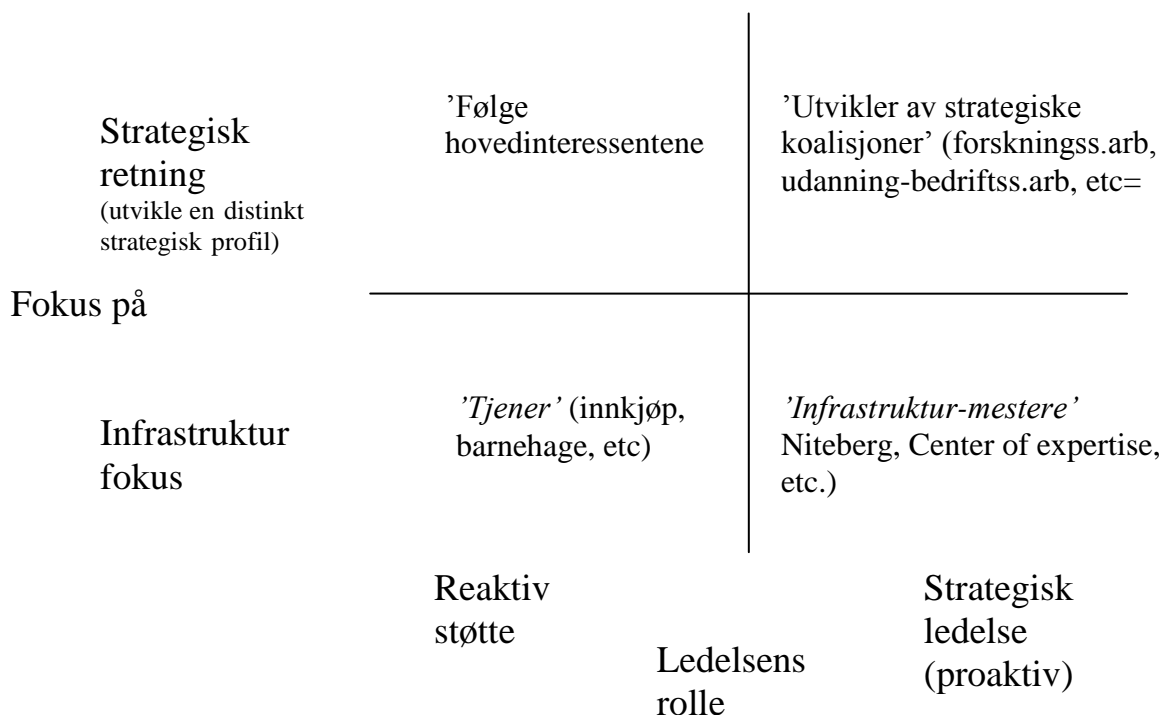 'Følge
hovedinteressentene
’Utvikler av strategiske
koalisjoner’ (forskningss.arb,
udanning-bedriftss.arb, etc=
Strategisk
retning
(utvikle en distinkt
strategisk profil)
Fokus på
’Tjener’ (innkjøp,
barnehage, etc)
’Infrastruktur-mestere’
Niteberg, Center of expertise,
etc.)
Infrastruktur
fokus
Reaktiv
støtte
Strategisk
ledelse
(proaktiv)
Ledelsens
rolle